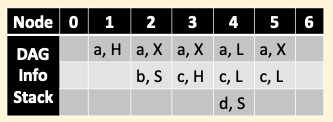 Node 0 1 2 3 4 5 6
DAG a, H a, X a, X a, L a, X
Info b, S c, H c, L c, L
Stack d, S